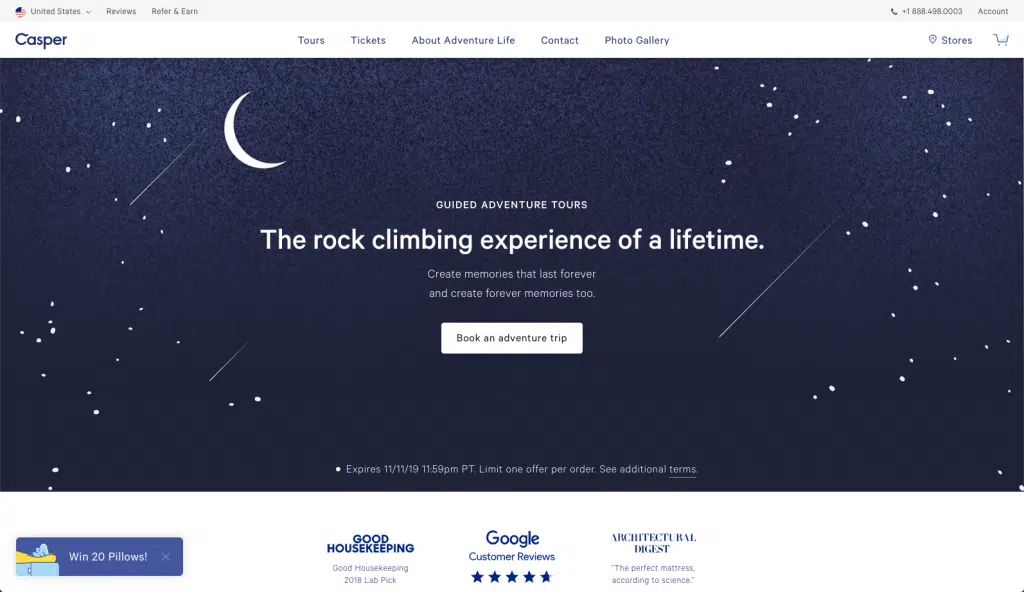 United States
Reviews
Refer & Earn
+1 888.498.0003
Account
Casper
Tours
Tickets
About Adventure Life
Contact
Photo Gallery
Stores
GUIDED ADVENTURE TOURS
The rock climbing experience of a lifetime.
Create memories that last forever
and create forever memories too.
Book an adventure trip
Expires 11/11/19 11:59pm PT. Limit one offer per order. See additional terms.
Win 20 Pillows!
GOOD
HOUSEKEEPING
Good Housekeeping
2018 Lab Pick
Google
Customer Reviews
ARCHITECTURAL
DIGEST
"The perfect mattress,
according to science."